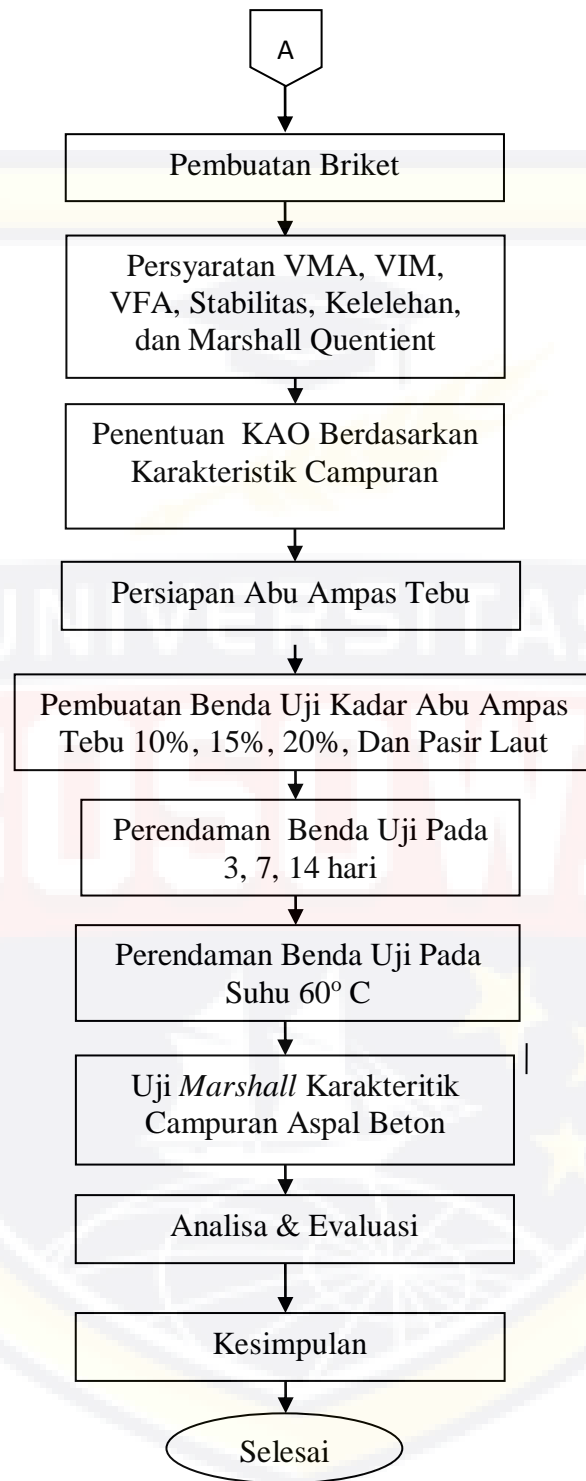 A
Pembuatan Briket
Persyaratan VMA, VIM,
VFA, Stabilitas, Kelelehan,
dan Marshall Quentient
Penentuan KAO Berdasarkan
Karakteristik Campuran
Persiapan Abu Ampas Tebu
UNIVERSITAS
BOSOWA
Pembuatan Benda Uji Kadar Abu Ampas
Tebu 10%, 15%, 20%, Dan Pasir Laut
Perendaman Benda Uji Pada
3, 7, 14 hari
Perendaman Benda Uji Pada
Suhu 60° C
Uji Marshall Karakteritik
Campuran Aspal Beton
Analisa & Evaluasi
Kesimpulan
Selesai